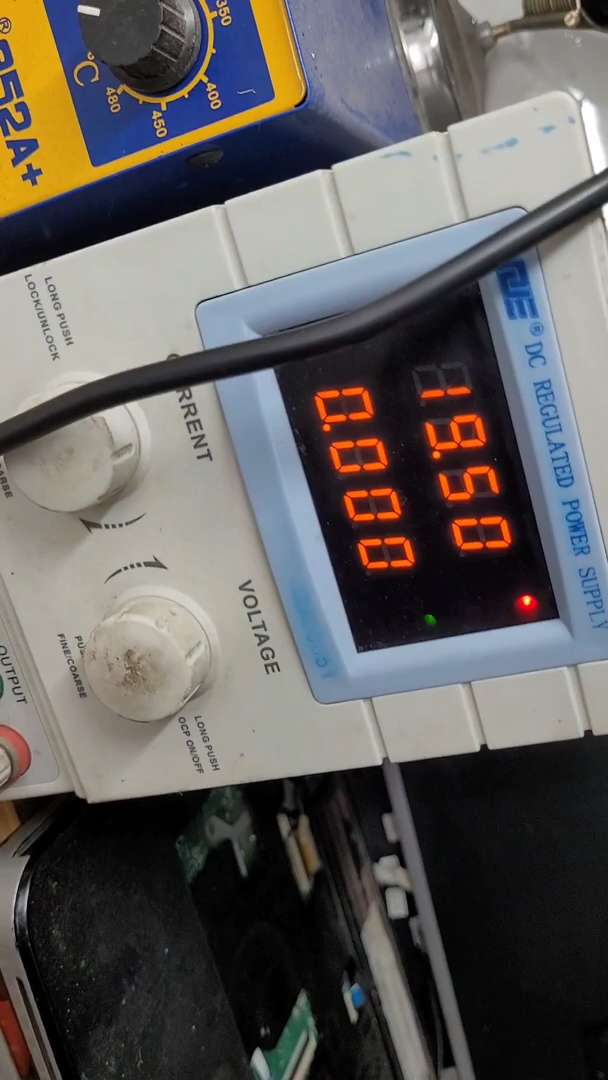 852A+
°C
350
400
450
480
® DC REGULATED POWER SUPPLY
19.50
0.000
CURRENT
VOLTAGE
LONG PUSH
LOCK/UNLOCK
LONG PUSH
OCP ON/OFF
FINE/COARSE
OUTPUT